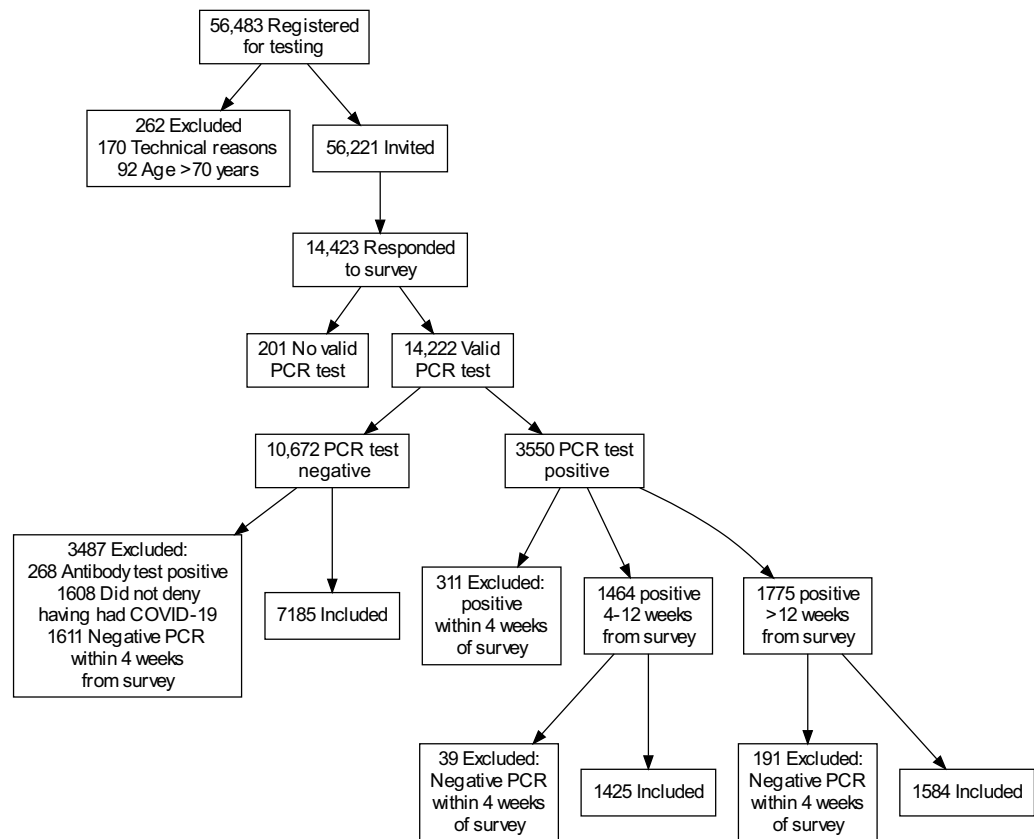 56,483 Registered
for testing
262 Excluded
170 Technical reasons
92 Age >70 years
56,221 Invited
14,423 Responded
to survey
201 No valid
PCR test
14,222 Valid
PCR test
10,672 PCR test
negative
3550 PCR test
positive
3487 Excluded:
268 Antibody test positive
1608 Did not deny
having had COVID-19
1611 Negative PCR
within 4 weeks
from survey
7185 Included
311 Excluded:
positive
within 4 weeks
of survey
1464 positive
4-12 weeks
from survey
1775 positive
>12 weeks
from survey
39 Excluded:
Negative PCR
within 4 weeks
of survey
1425 Included
191 Excluded:
Negative PCR
within 4 weeks
of survey
1584 Included